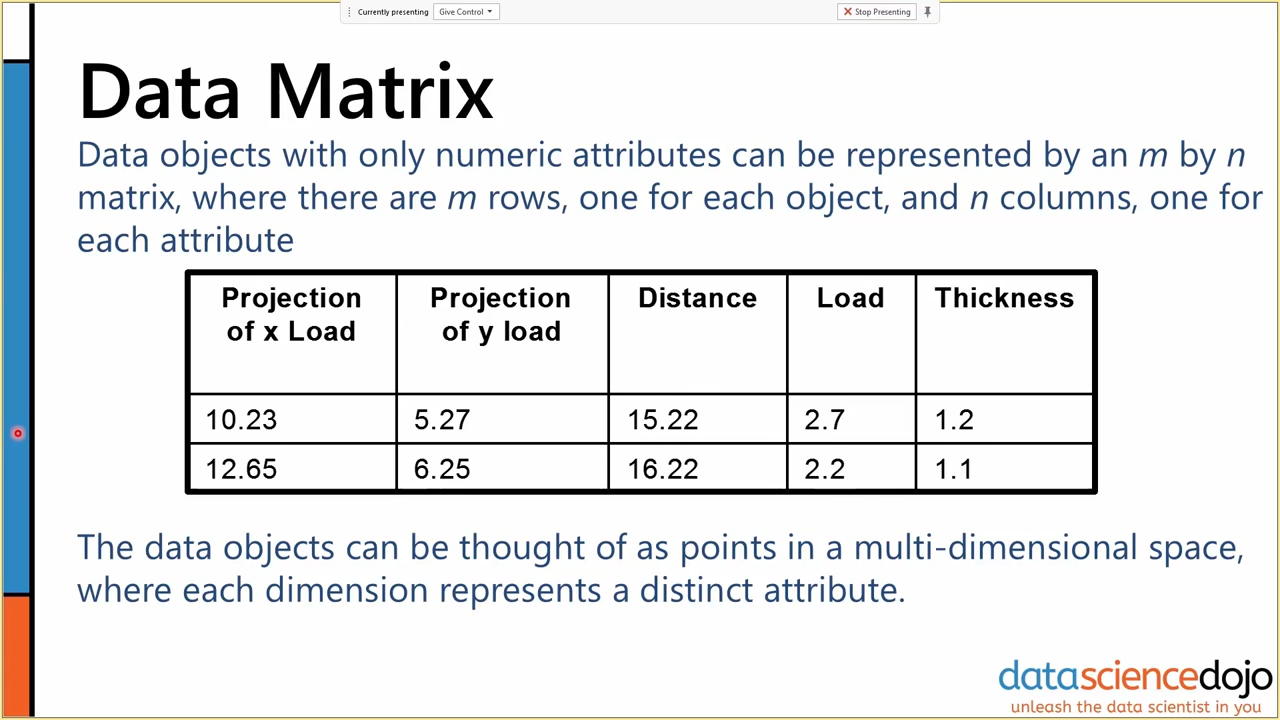 Currently presenting Give Control Stop Presenting
Data Matrix
Data objects with only numeric attributes can be represented by an m by n
matrix, where there are m rows, one for each object, and n columns, one for
each attribute
Projection of x Load Projection of y load Distance Load Thickness
10.23 5.27 15.22 2.7 1.2
12.65 6.25 16.22 2.2 1.1
The data objects can be thought of as points in a multi-dimensional space,
where each dimension represents a distinct attribute.
datasciencedojo
unleash the data scientist in you